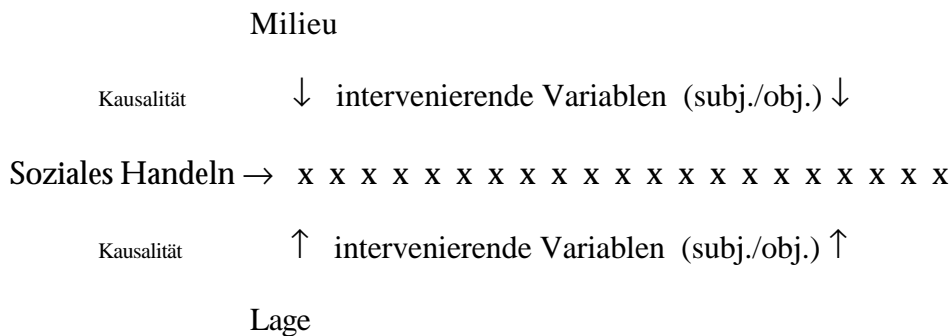 Milieu
Kausalität ↓ intervenierende Variablen (subj./obj.) ↓
Soziales Handeln → x x x x x x x x x x x x x x x x x x x x x
Kausalität ↑ intervenierende Variablen (subj./obj.) ↑
Lage